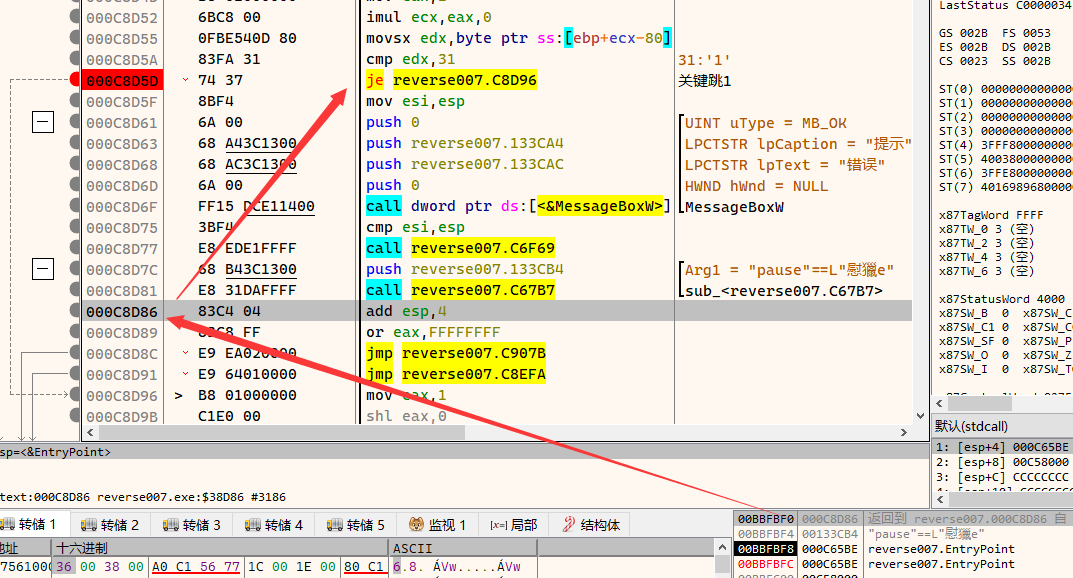 LastStatus C0000034
000C8D52 6BC8 00 imul ecx,eax,0
000C8D55 0FBE540D 80 movsx edx,byte ptr ss:[ebp+ecx-80]
GS 002B FS 0053
000C8D5A 83FA 31 cmp edx,31 31:'1'
ES 002B DS 002B
CS 0023 SS 002B
000C8D5D 74 37 je reverse007.C8D96 关键跳1
000C8D5F 8BF4 mov esi,esp
000C8D61 6A 00 push 0 UINT uType = MB_OK
000C8D63 68 A43C1300 push reverse007.133CA4 LPCTSTR lpCaption = "提示"
000C8D68 68 AC3C1300 push reverse007.133CAC LPCTSTR lpText = "错误"
000C8D6D 6A 00 push 0 HWND hWnd = NULL
000C8D6F FF15 DCE11400 call dword ptr ds:[<&MessageBoxW>] MessageBoxW
000C8D75 3BF4 cmp esi,esp
000C8D77 E8 EDE1FFFF call reverse007.C6F69
000C8D7C 68 B43C1300 push reverse007.133CB4 Arg1 = "pause"==L"慰獵e"
000C8D81 E8 31DAFFFF call reverse007.C67B7 sub_<reverse007.C67B7>
000C8D86 83C4 04 add esp,4
000C8D89 83C8 FF or eax,FFFFFFFF
000C8D8C E9 EA020000 jmp reverse007.C907B
000C8D91 E9 64010000 jmp reverse007.C8EFA
000C8D96 B8 01000000 mov eax,1
000C8D9B C1E0 00 shl eax,0
ST(0) 0000000000000
ST(1) 0000000000000
ST(2) 0000000000000
ST(3) 0000000000000
ST(4) 3FFF800000000
ST(5) 4003800000000
ST(6) 3FFE800000000
ST(7) 4016989680000
x87TagWord FFFF
x87TW_0 3 (空)
x87TW_2 3 (空)
x87TW_4 3 (空)
x87TW_6 3 (空)
x87StatusWord 4000
x87SW_B 0 x87SW_C
x87SW_C1 0 x87SW_C
x87SW_SF 0 x87SW_P
x87SW_O 0 x87SW_Z
x87SW_I 0 x87SW_T
默认(stdcall)
1: [esp+4] 000C65BE
2: [esp+8] 00C58000
3: [esp+C] CCCCCCCC
sp=<&EntryPoint>
text:000C8D86 reverse007.exe:$38D86 #3186
转储 1 转储 2 转储 3 转储 4 转储 5 监视 1 [x=] 局部 结构体
地址 十六进制 ASCII
7561000 36 00 38 00 A0 C1 56 77 1C 00 1E 00 80 C1 6.8. ÁVw.....ÁVw
00BBFBF0 000C8D86 返回到 reverse007.000C8D86 自
00BBFBF4 00133CB4 "pause"==L"慰獵e"
00BBFBF8 000C65BE reverse007.EntryPoint
00BBFBFC 000C65BE reverse007.EntryPoint